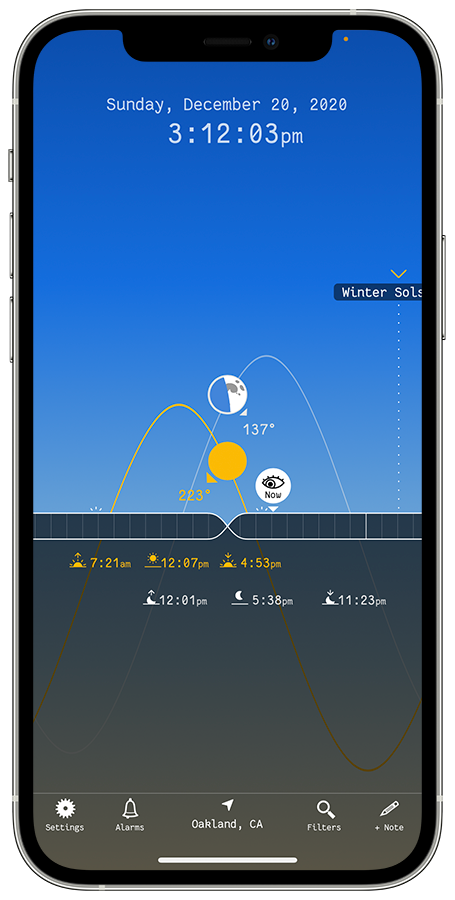 Sunday, December 20, 2020
3:12:03pm
Winter Sols
137°
223°
Now
7:21am 12:07pm 4:53pm
12:01pm 5:38pm 11:23pm
Settings Alarms Oakland, CA Filters + Note